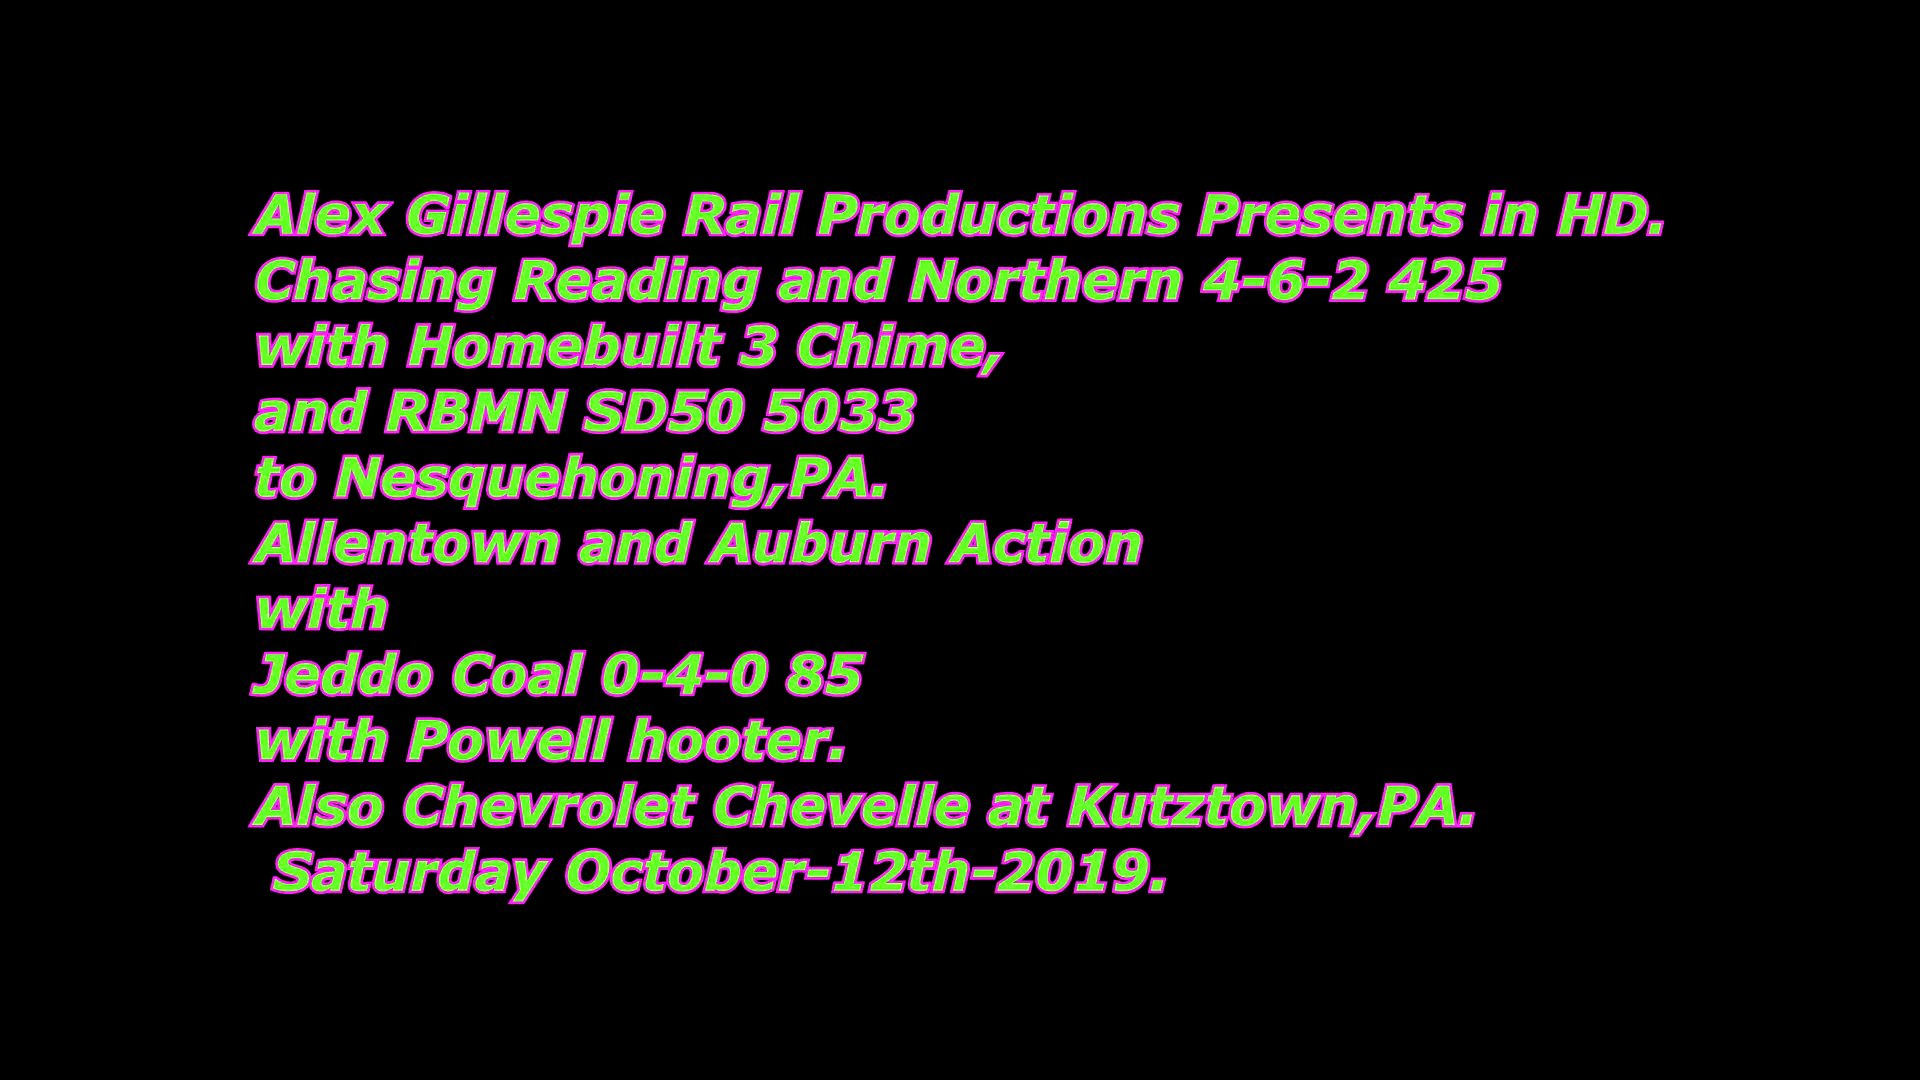 Alex Gillespie Rail Productions Presents in HD.
Chasing Reading and Northern 4-6-2 425
with Homebuilt 3 Chime,
and RBMN SD50 5033
to Nesquehoning,PA.
Allentown and Auburn Action
with
Jeddo Coal 0-4-0 85
with Powell hooter.
Also Chevrolet Chevelle at Kutztown,PA.
Saturday October-12th-2019.